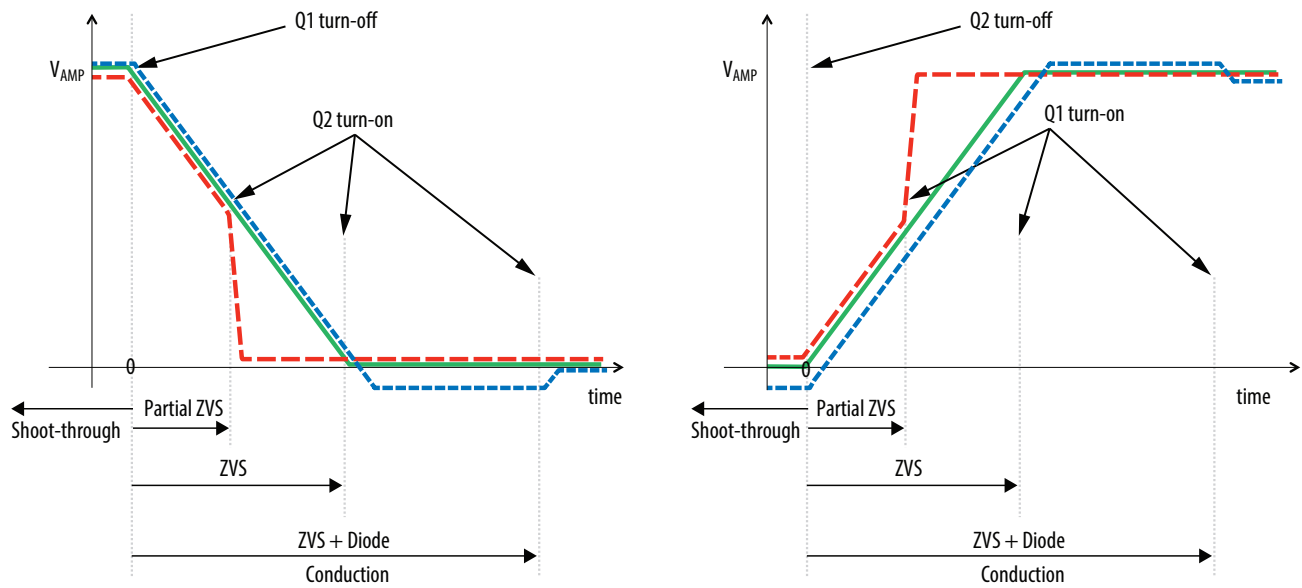 Q1 turn-off
V_AMP
Q2 turn-on
0
time
Partial ZVS
Shoot-through
ZVS
ZVS + Diode
Conduction
Q2 turn-off
V_AMP
Q1 turn-on
0
time
Partial ZVS
Shoot-through
ZVS
ZVS + Diode
Conduction